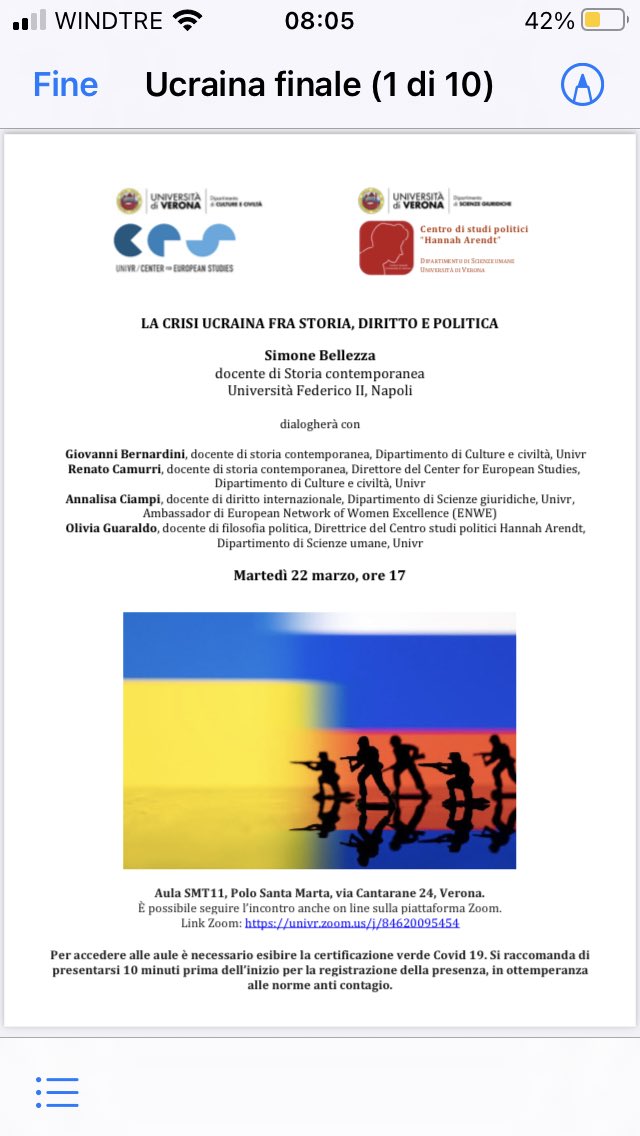 WINDTRE 08:05 42%
Fine Ucraina finale (1 di 10)
UNIVERSITÀ di VERONA Dipartimento di CULTURE E CIVILTÀ
UNIVERSITÀ di VERONA Dipartimento di SCIENZE GIURIDICHE
ces
UNIVR / CENTER FOR EUROPEAN STUDIES
Centro di studi politici
"Hannah Arendt"
DIPARTIMENTO DI SCIENZE UMANE
UNIVERSITÀ DI VERONA
LA CRISI UCRAINA FRA STORIA, DIRITTO E POLITICA
Simone Bellezza
docente di Storia contemporanea
Università Federico II, Napoli
dialogherà con
Giovanni Bernardini, docente di storia contemporanea, Dipartimento di Culture e civiltà, Univr
Renato Camurri, docente di storia contemporanea, Direttore del Center for European Studies,
Dipartimento di Culture e civiltà, Univr
Annalisa Ciampi, docente di diritto internazionale, Dipartimento di Scienze giuridiche, Univr,
Ambassador di European Network of Women Excellence (ENWE)
Olivia Guaraldo, docente di filosofia politica, Direttrice del Centro studi politici Hannah Arendt,
Dipartimento di Scienze umane, Univr
Martedì 22 marzo, ore 17
Aula SMT11, Polo Santa Marta, via Cantarane 24, Verona.
È possibile seguire l'incontro anche on line sulla piattaforma Zoom.
Link Zoom: https://univr.zoom.us/j/84620095454
Per accedere alle aule è necessario esibire la certificazione verde Covid 19. Si raccomanda di
presentarsi 10 minuti prima dell'inizio per la registrazione della presenza, in ottemperanza
alle norme anti contagio.